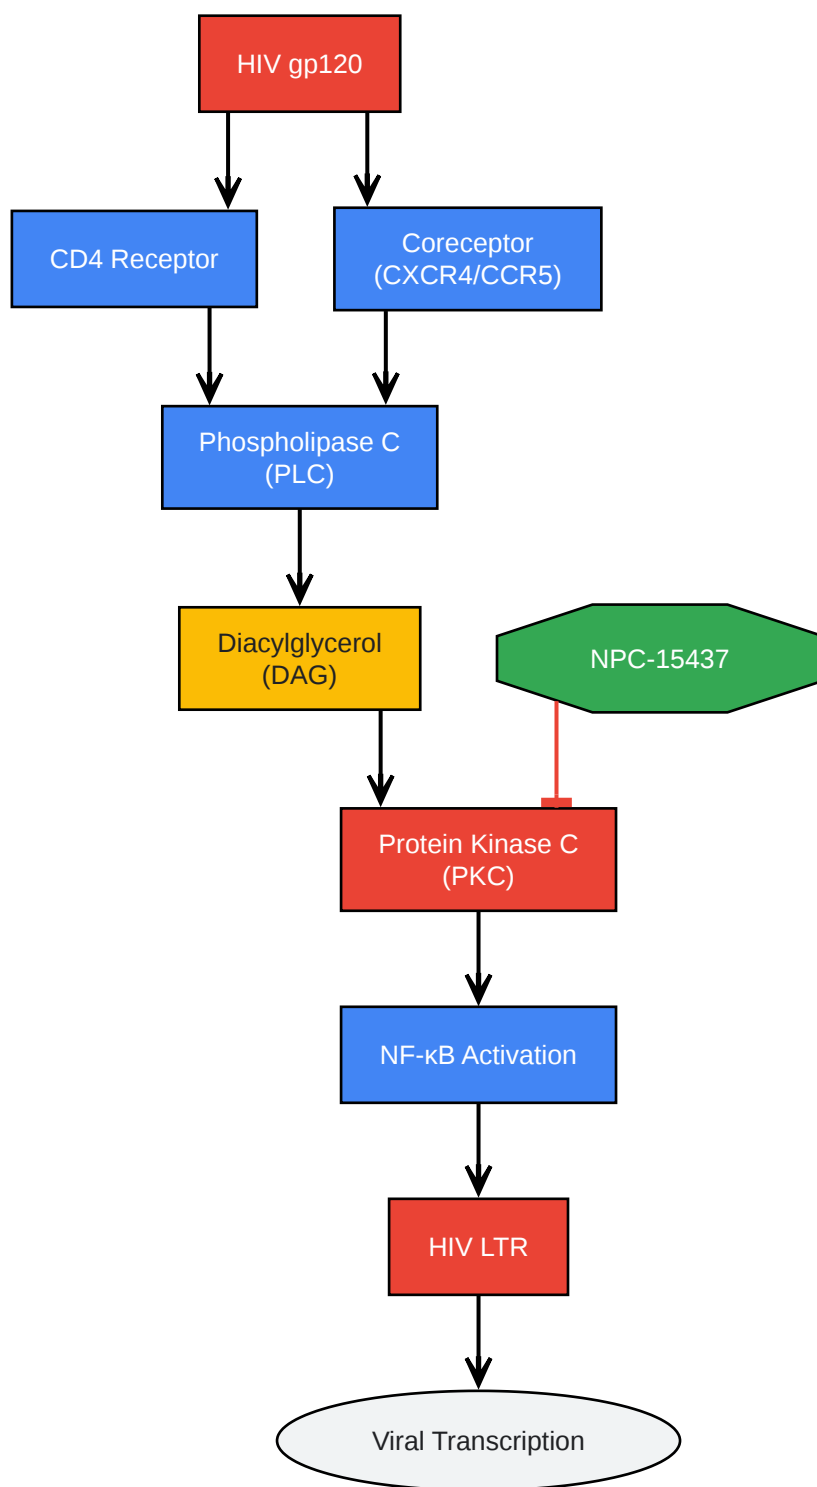 HIV gp120
CD4 Receptor
Coreceptor
(CXCR4/CCR5)
Phospholipase C
(PLC)
Diacylglycerol
(DAG)
NPC-15437
Protein Kinase C
(PKC)
NF-κB Activation
HIV LTR
Viral Transcription